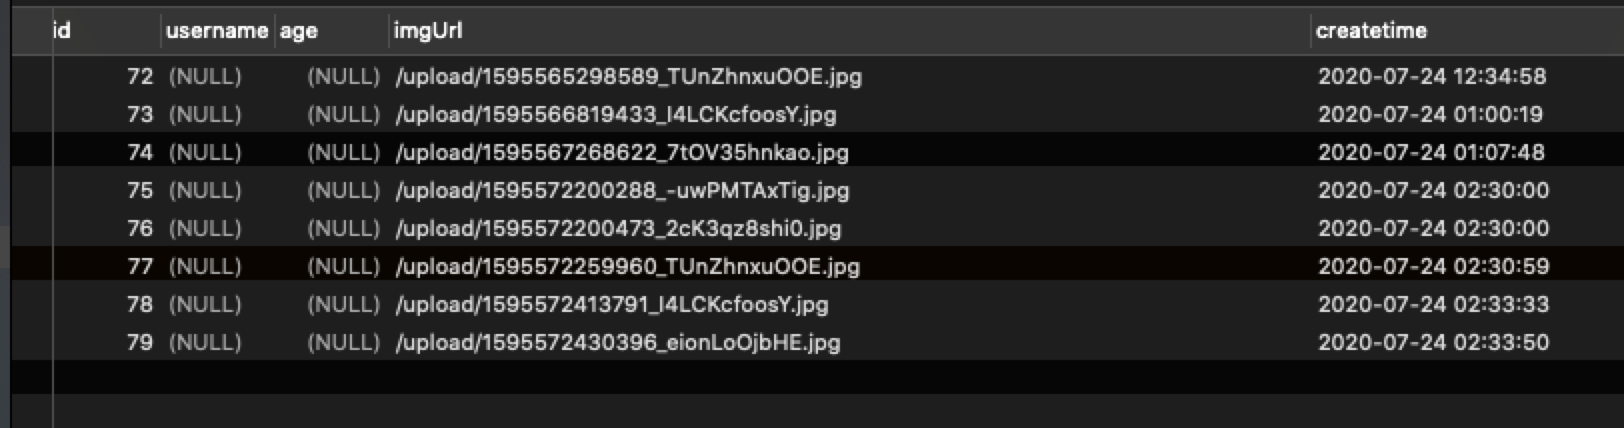 id username age imgUrl createtime
72 (NULL) (NULL) /upload/1595565298589_TUnZhnxuOOE.jpg 2020-07-24 12:34:58
73 (NULL) (NULL) /upload/1595566819433_I4LCKcfoosY.jpg 2020-07-24 01:00:19
74 (NULL) (NULL) /upload/1595567268622_7tOV35hnkao.jpg 2020-07-24 01:07:48
75 (NULL) (NULL) /upload/1595572200288_-uwPMTAxTig.jpg 2020-07-24 02:30:00
76 (NULL) (NULL) /upload/1595572200473_2cK3qz8shi0.jpg 2020-07-24 02:30:00
77 (NULL) (NULL) /upload/1595572259960_TUnZhnxuOOE.jpg 2020-07-24 02:30:59
78 (NULL) (NULL) /upload/1595572413791_I4LCKcfoosY.jpg 2020-07-24 02:33:33
79 (NULL) (NULL) /upload/1595572430396_eionLoOjbHE.jpg 2020-07-24 02:33:50